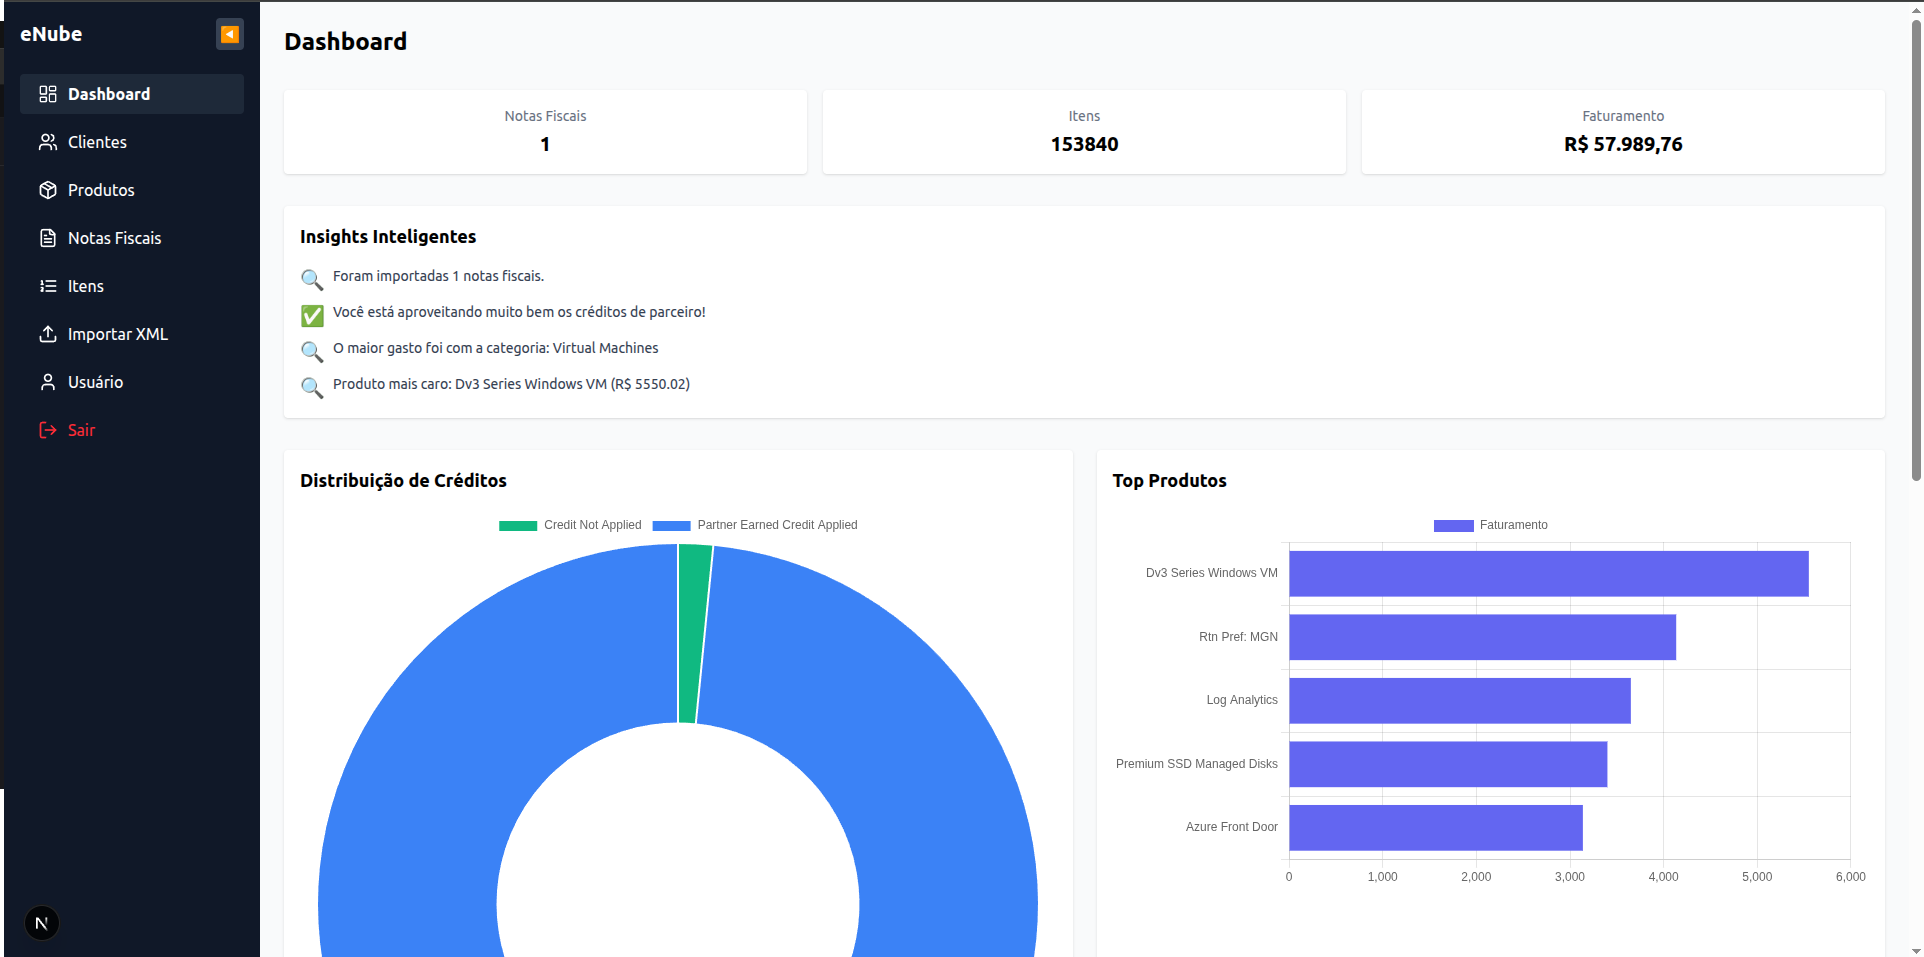 eNube
Dashboard
Clientes
Produtos
Notas Fiscais
Itens
Importar XML
Usuário
Sair
N
Dashboard
Notas Fiscais
1
Itens
153840
Faturamento
R$ 57.989,76
Insights Inteligentes
Foram importadas 1 notas fiscais.
Você está aproveitando muito bem os créditos de parceiro!
O maior gasto foi com a categoria: Virtual Machines
Produto mais caro: Dv3 Series Windows VM (R$ 5550.02)
Distribuição de Créditos
Credit Not Applied Partner Earned Credit Applied
Top Produtos
Faturamento
Dv3 Series Windows VM
Rtn Pref: MGN
Log Analytics
Premium SSD Managed Disks
Azure Front Door
0 1,000 2,000 3,000 4,000 5,000 6,000